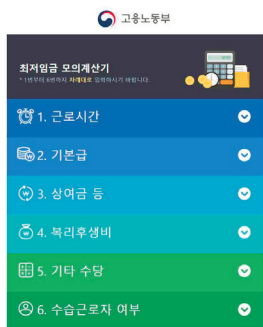 고용노동부
최저임금 모의계산기
* 1번부터 6번까지 차례대로 입력하시기 바랍니다.
1. 근로시간
2. 기본급
3. 상여금 등
4. 복리후생비
5. 기타 수당
6. 수습근로자 여부